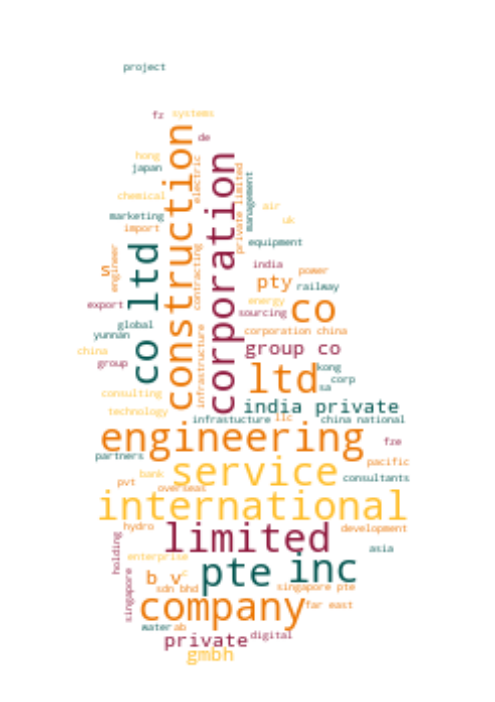 project
fz
systems
de
construction
corporation
hong
japan
electric
private limited
management
chemical
marketing
import
air
uk
equipment
co ltd
s
engineer
contracting
india
power
pty
railway
export
energy
co
sourcing
global
yunnan
infrastructure
corporation china
china
group
group co
ltd
kong
corp
sa
consulting
technology
india private
infrastucture
llc
china national
engineering
fze
partners
service
pacific
bank
pvt
overseas
consultants
international
hydro
limited
development
holding
enterprise
asia
singapore
b v
c
sdn bhd
pte
inc
singapore pte
company
far east
water
ab
private
digital
gmbh